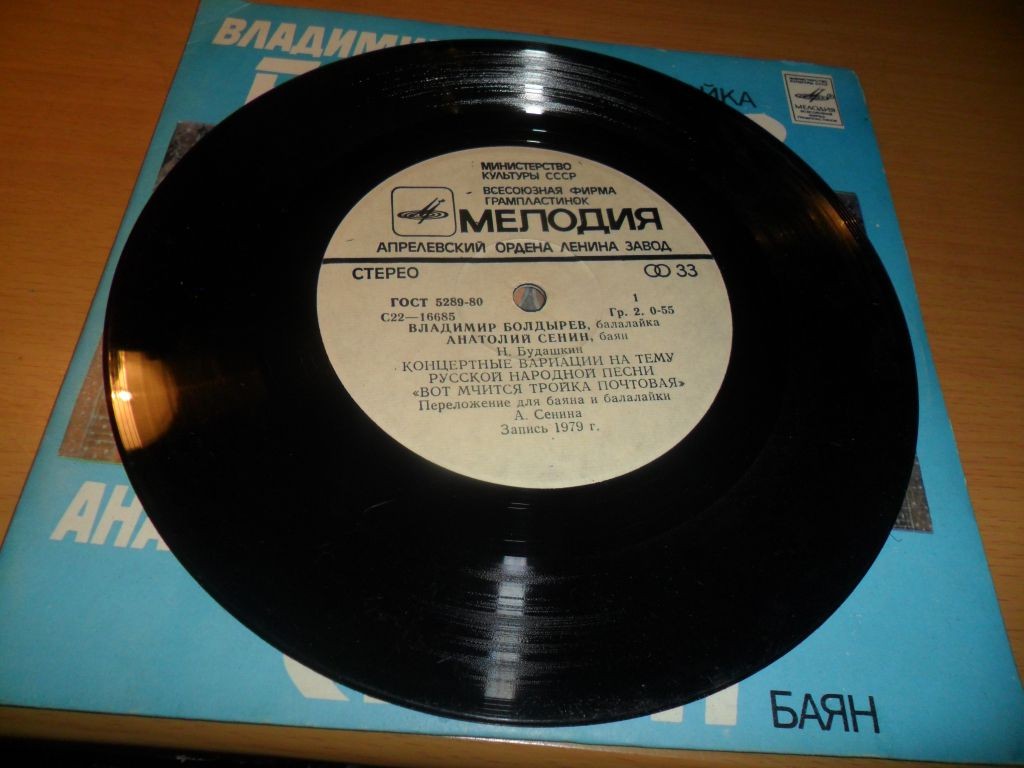 ВЛАДИМИ
МЕЛОДИЯ
МИНИСТЕРСТВО
КУЛЬТУРЫ СССР
ВСЕСОЮЗНАЯ ФИРМА
ГРАМПЛАСТИНОК
МЕЛОДИЯ
АПРЕЛЕВСКИЙ ОРДЕНА ЛЕНИНА ЗАВОД
СТЕРЕО 33
ГОСТ 5289-80 1
С22—16685 Гр. 2. 0-55
ВЛАДИМИР БОЛДЫРЕВ, балалайка
АНАТОЛИЙ СЕНИН, баян
Н. Будашкин
КОНЦЕРТНЫЕ ВАРИАЦИИ НА ТЕМУ
РУССКОЙ НАРОДНОЙ ПЕСНИ
«ВОТ МЧИТСЯ ТРОЙКА ПОЧТОВАЯ»
Переложение для баяна и балалайки
А. Сенина
Запись 1979 г.
АНА
БАЯН